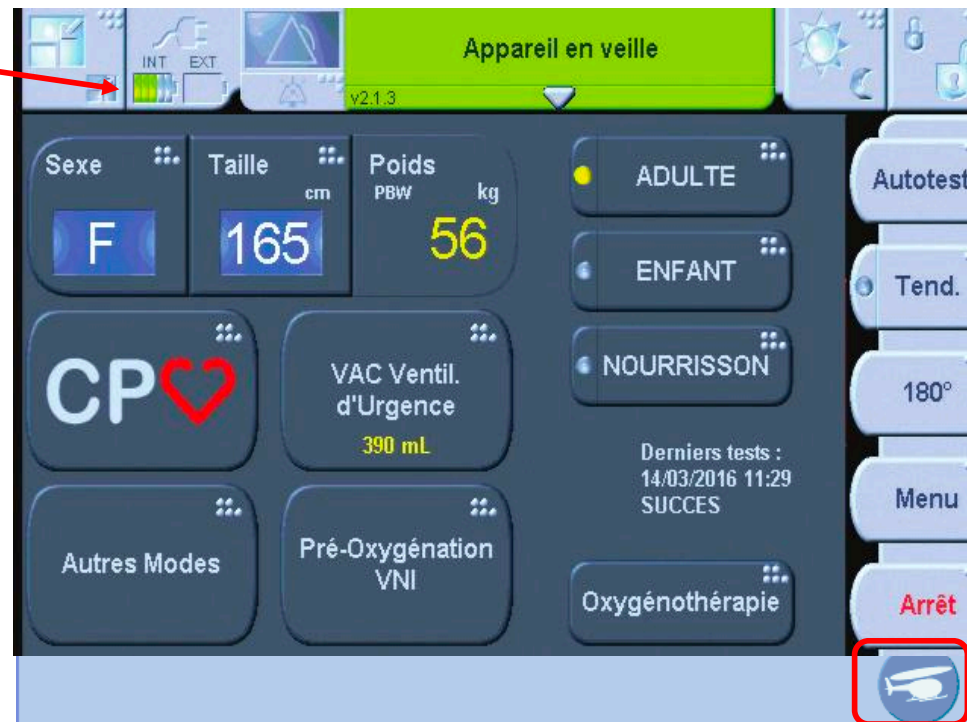 INT EXT
Appareil en veille
v2.1.3
Sexe
Taille
cm
Poids
PBW kg
F
165
56
ADULTE
ENFANT
NOURRISSON
CP
VAC Ventil.
d'Urgence
390 mL
Derniers tests :
14/03/2016 11:29
SUCCES
Autres Modes
Pré-Oxygénation
VNI
Oxygénothérapie
Autotest
Tend.
180°
Menu
Arrêt